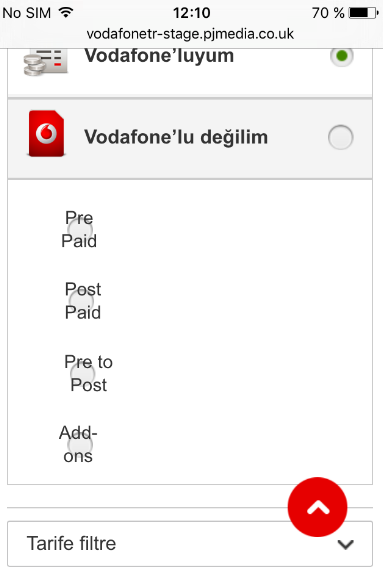 No SIM 12:10 70 %
vodafonetr-stage.pjmedia.co.uk
Vodafone’luyum
Vodafone’lu değilim
Pre
Paid
Post
Paid
Pre to
Post
Add-
ons
Tarife filtre